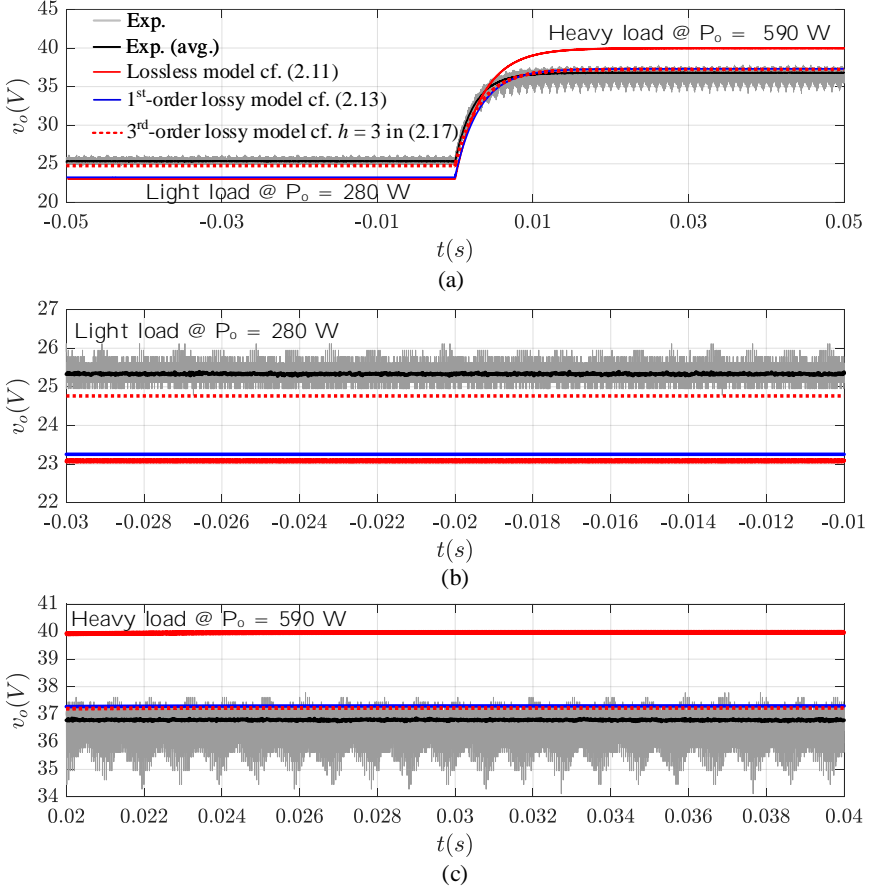 45
40
35
30
25
20
v_o(V)
Exp.
Exp. (avg.)
Lossless model cf. (2.11)
1st-order lossy model cf. (2.13)
3rd-order lossy model cf. h = 3 in (2.17)
Heavy load @ P_o = 590 W
Light load @ P_o = 280 W
-0.05 -0.03 -0.01 0.01 0.03 0.05
t(s)
(a)
27
26
25
24
23
22
v_o(V)
Light load @ P_o = 280 W
-0.03 -0.028 -0.026 -0.024 -0.022 -0.02 -0.018 -0.016 -0.014 -0.012 -0.01
t(s)
(b)
41
40
39
38
37
36
35
34
v_o(V)
Heavy load @ P_o = 590 W
0.02 0.022 0.024 0.026 0.028 0.03 0.032 0.034 0.036 0.038 0.04
t(s)
(c)